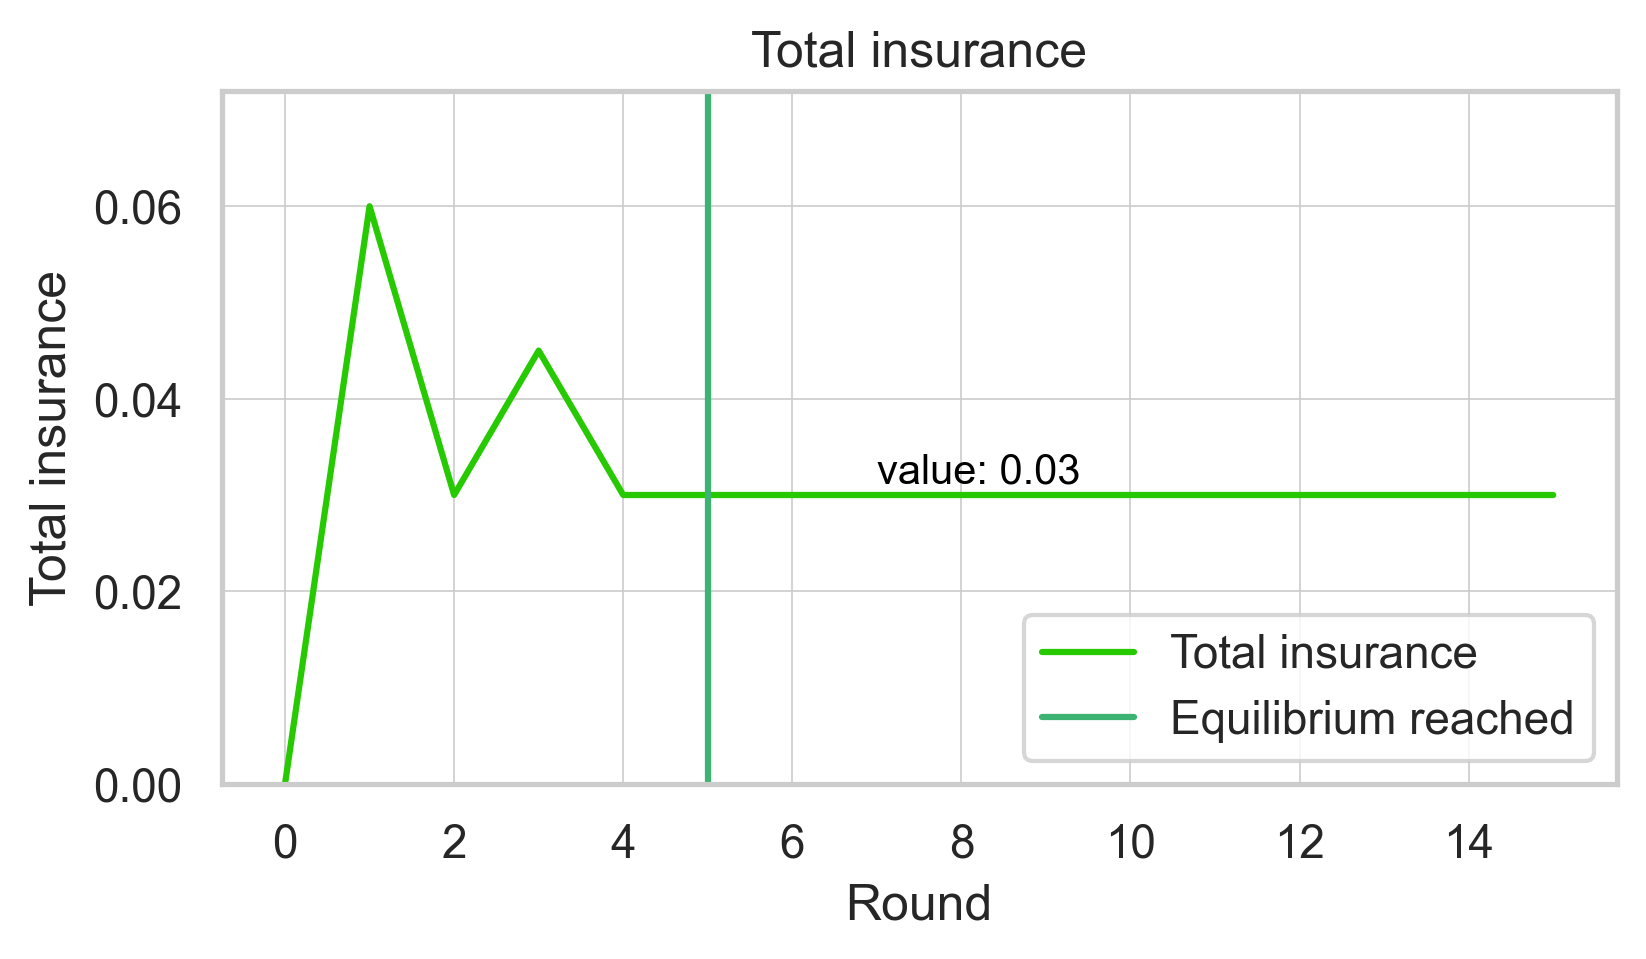 Total insurance
Total insurance
0.06
0.04
0.02
0.00
value: 0.03
Total insurance
Equilibrium reached
0 2 4 6 8 10 12 14
Round